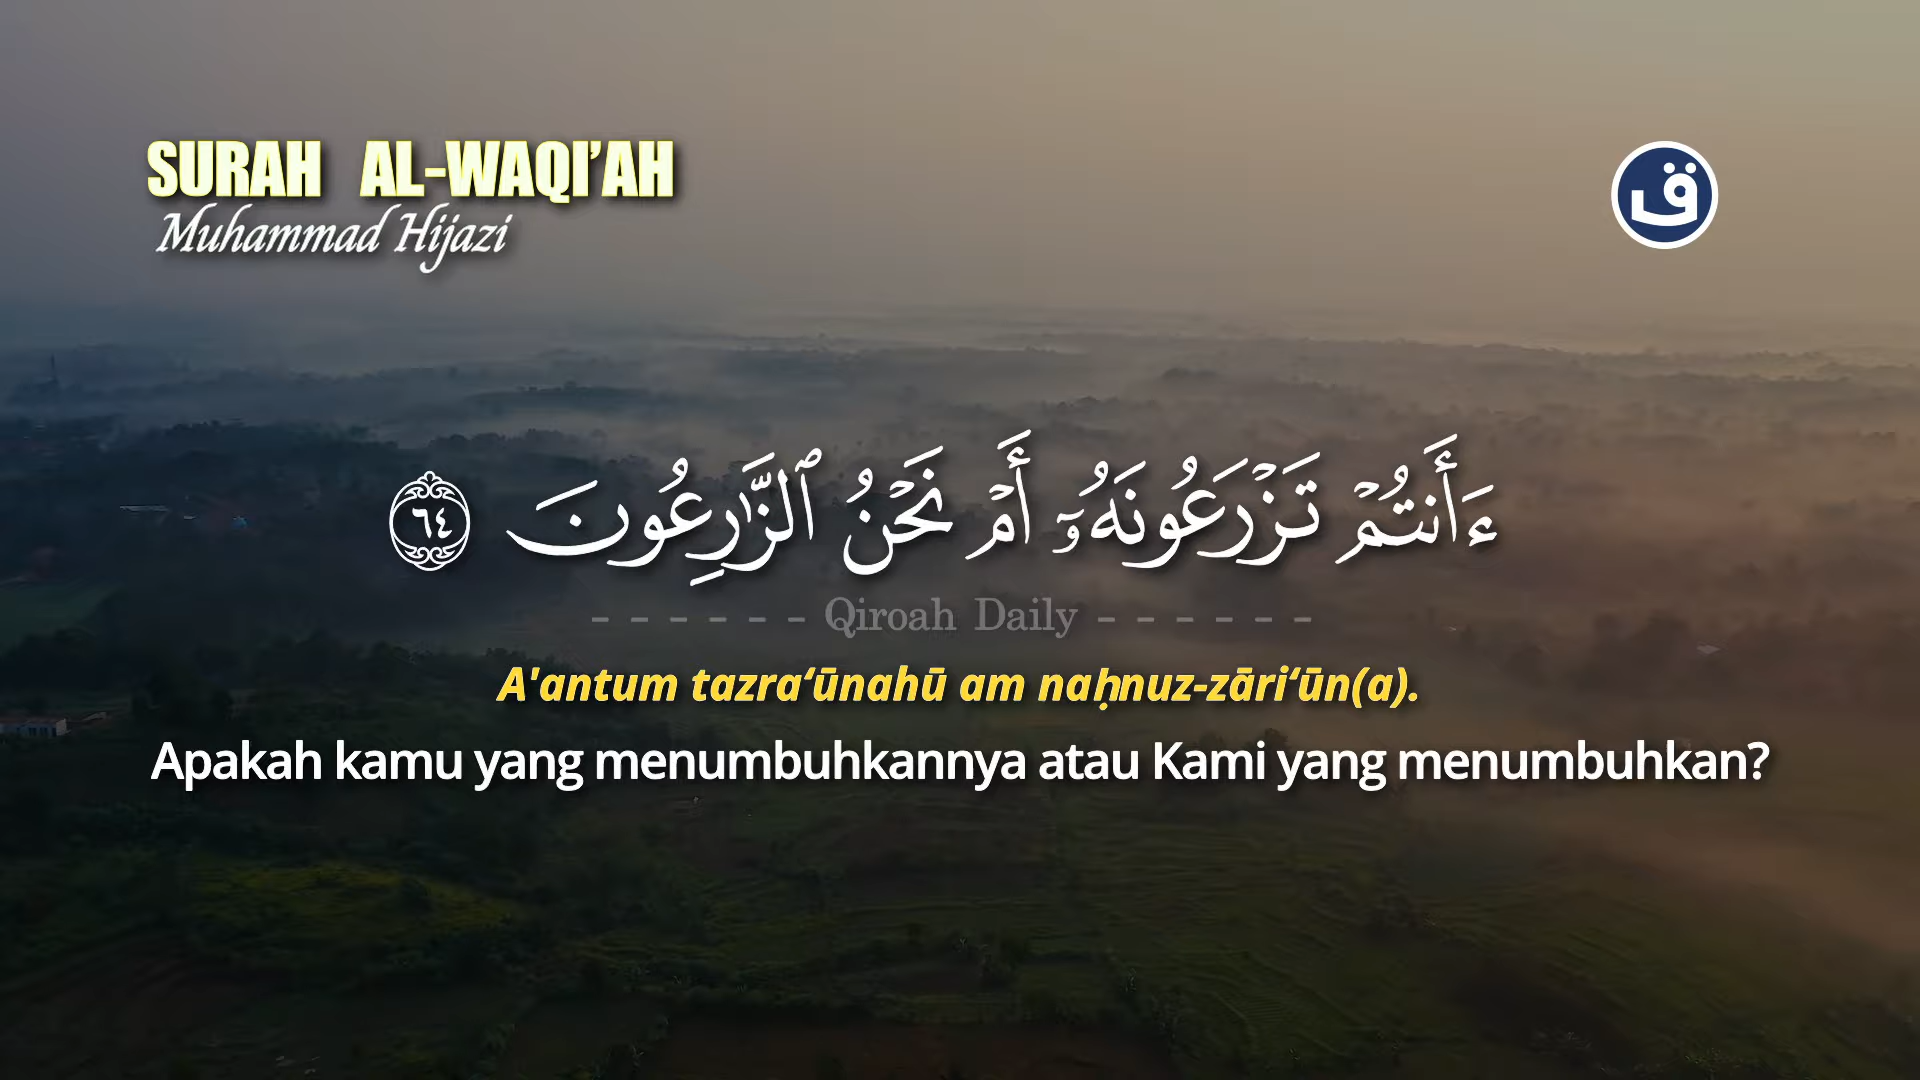 SURAH AL-WAQI’AH
Muhammad Hijazi
ق
ءَأَنتُمْ تَزْرَعُونَهُۥٓ أَمْ نَحْنُ ٱلزَّٰرِعُونَ ٦٤
- - - - - - Qiroah Daily - - - - - -
A'antum tazra‘ūnahū am naḥnuz-zāri‘ūn(a).
Apakah kamu yang menumbuhkannya atau Kami yang menumbuhkan?